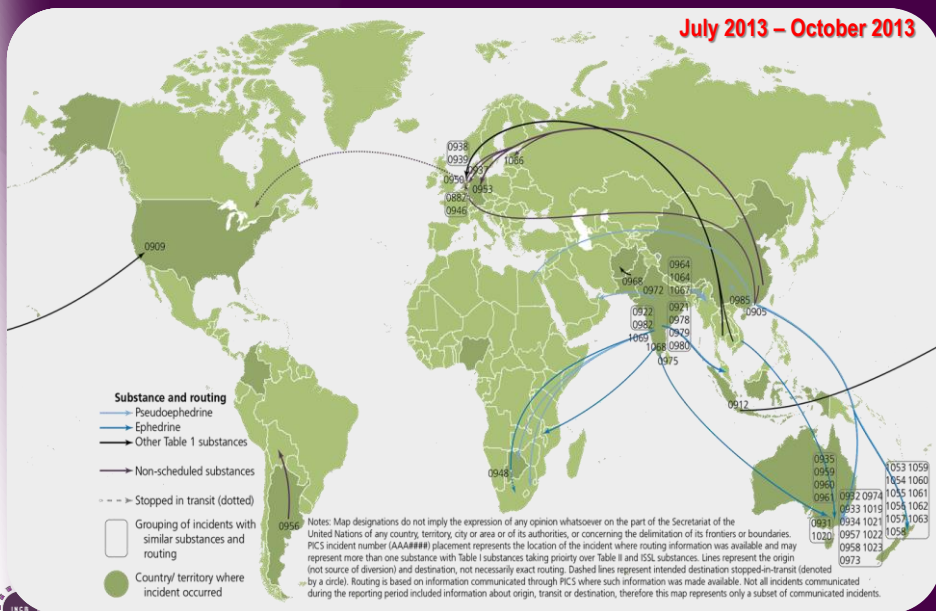 July 2013 – October 2013
0938
0939
0937
1066
0950
0953
0882
0946
0909
0964
1064
1067
0968
0972
0985
0905
0922
0982
0921
0978
0979
0980
1069
1068
0975
0912
0948
0956
0935
0959
0960
0961
0931
1020
0932 0974
0933 1019
0934 1021
0957 1022
0958 1023
0973
1053 1059
1054 1060
1055 1061
1056 1062
1057 1063
1058
Substance and routing
Pseudoephedrine
Ephedrine
Other Table 1 substances
Non-scheduled substances
Stopped in transit (dotted)
Grouping of incidents with
similar substances and
routing
Country/ territory where
incident occurred
Notes: Map designations do not imply the expression of any opinion whatsoever on the part of the Secretariat of the
United Nations of any country, territory, city or area or of its authorities, or concerning the delimitation of its frontiers or boundaries.
PICS incident number (AAA####) placement represents the location of the incident where routing information was available and may
represent more than one substance with Table I substances taking prioirty over Table II and ISSL substances. Lines represent the origin
(not source of diversion) and destination, not necessarily exact routing. Dashed lines represent intended destination stopped-in-transit (denoted
by a circle). Routing is based on information communicated through PICS where such information was made available. Not all incidents communicated
during the reporting period included information about origin, transit or destination, therefore this map represents only a subset of communicated incidents.
INCB